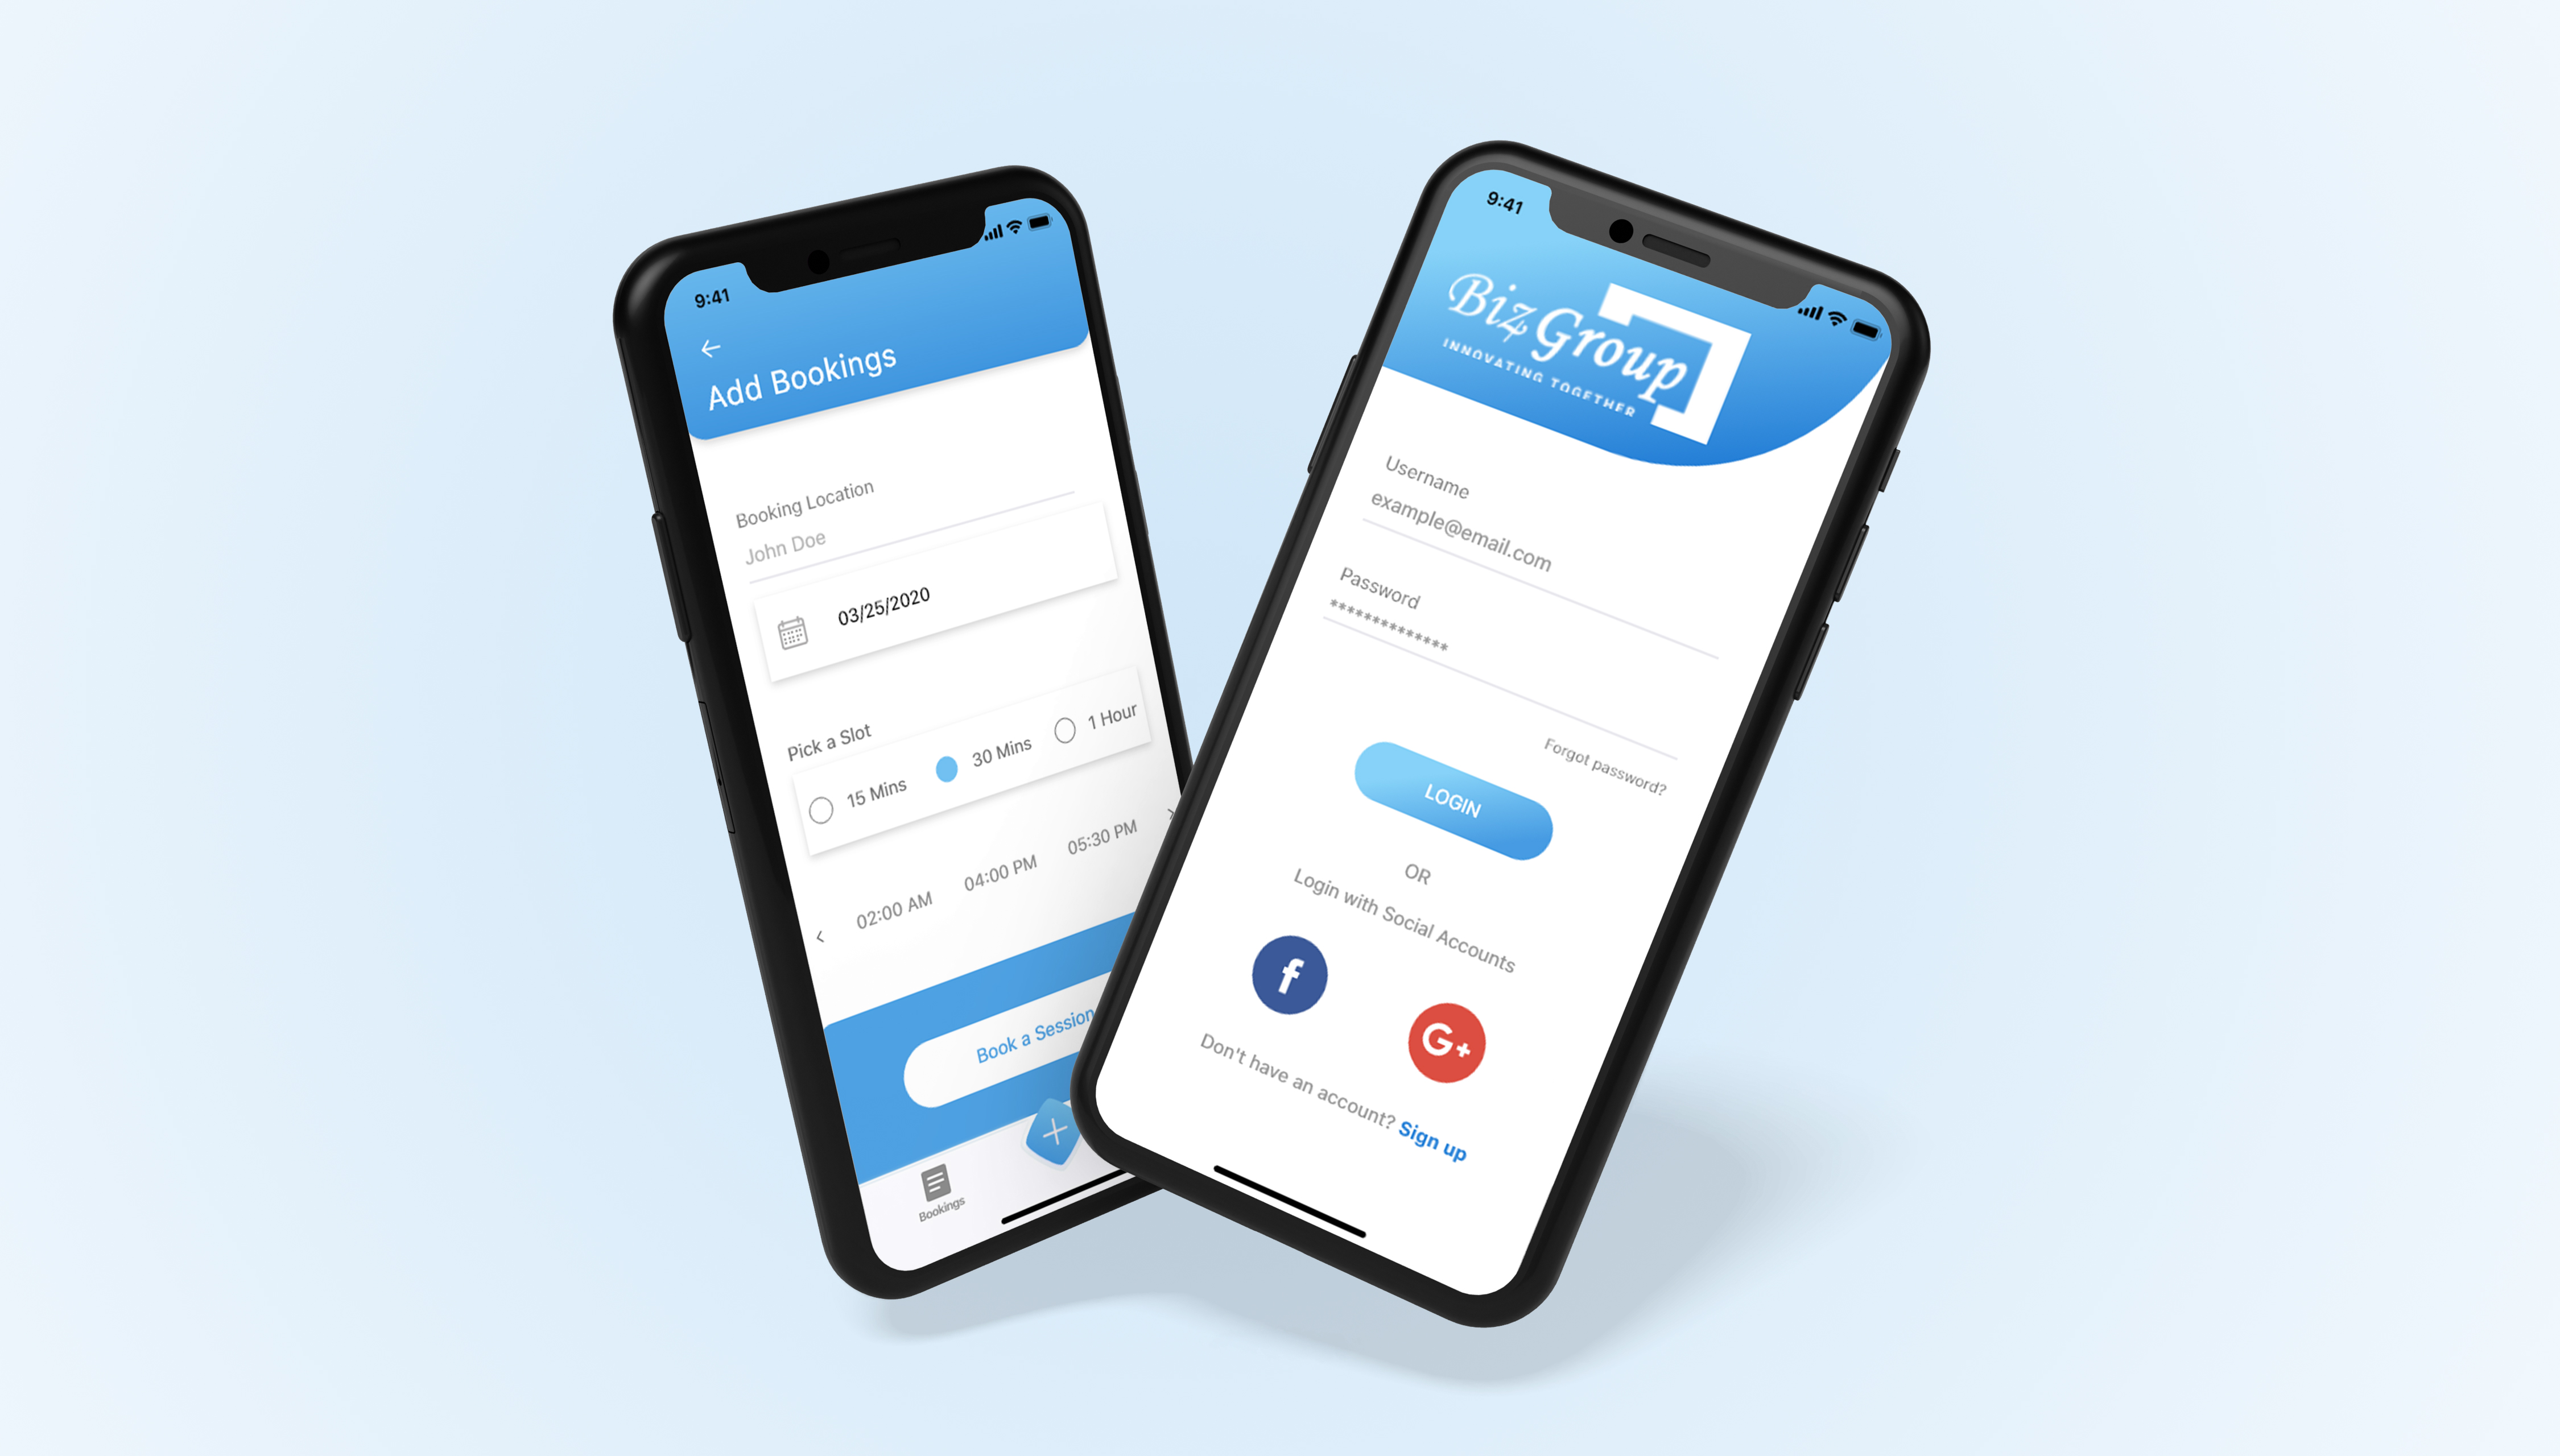 9:41
Add Bookings
Booking Location
John Doe
03/25/2020
Pick a Slot
15 Mins
30 Mins
1 Hour
02:00 AM
04:00 PM
05:30 PM
Book a Session
Bookings
9:41
BizGroup
INNOVATING TOGETHER
Username
example@email.com
Password
**************
Forgot password?
LOGIN
OR
Login with Social Accounts
f
G+
Don't have an account? Sign up